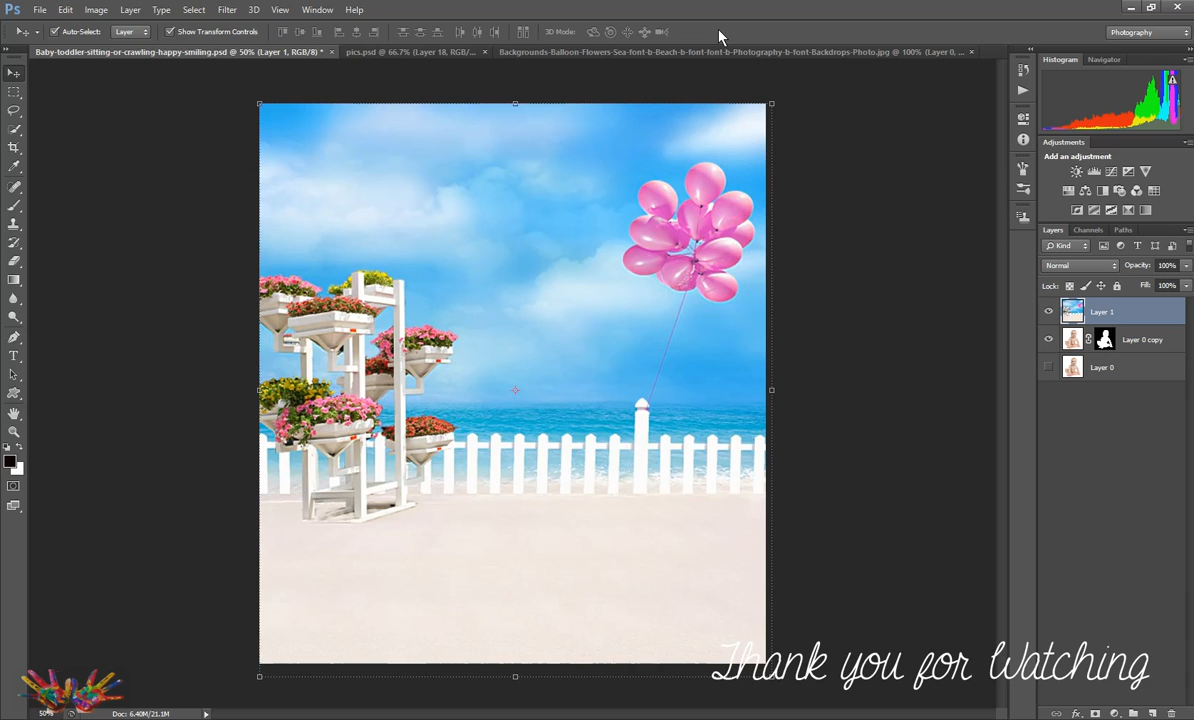 Ps File Edit Image Layer Type Select Filter 3D View Window Help
Auto-Select: Layer Show Transform Controls 3D Mode: Photography
Baby-toddler-sitting-or-crawling-happy-smiling.psd @ 50% (Layer 1, RGB/8) * × pics.psd @ 66.7% (Layer 18, RGB/... × Backgrounds-Balloon-Flowers-Sea-font-b-Beach-b-font-font-b-Photography-b-font-Backdrops-Photo.jpg @ 100% (Layer 0, ... ×
Histogram Navigator
Adjustments
Add an adjustment
Layers Channels Paths
Kind
Normal Opacity: 100%
Lock: Fill: 100%
Layer 1
Layer 0 copy
Layer 0
Thank you for Watching
50% Doc: 6.40M/21.1M